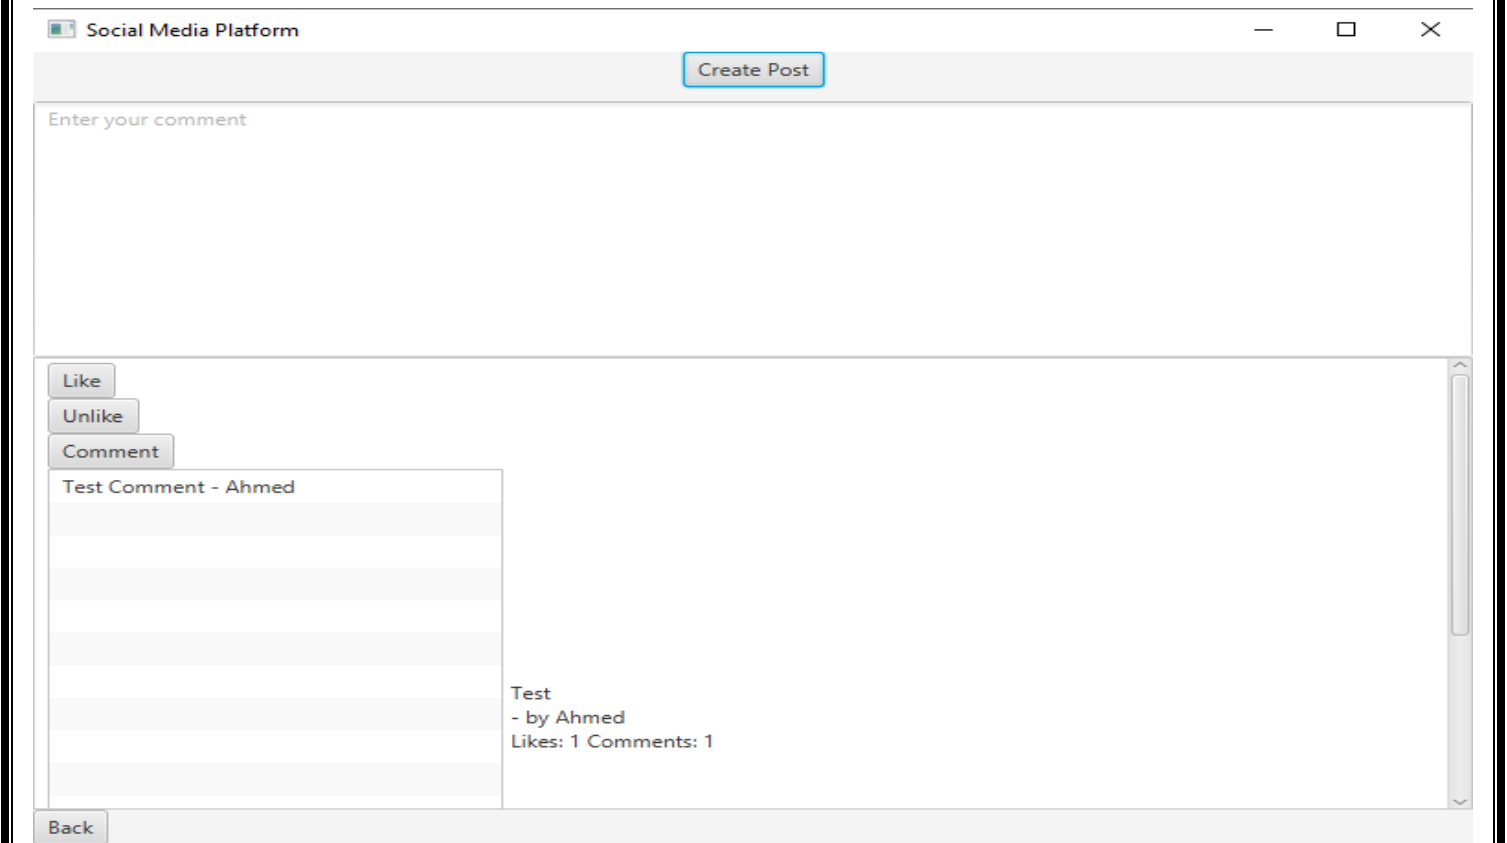 Social Media Platform
Create Post
Enter your comment
Like
Unlike
Comment
Test Comment - Ahmed
Test
- by Ahmed
Likes: 1 Comments: 1
Back